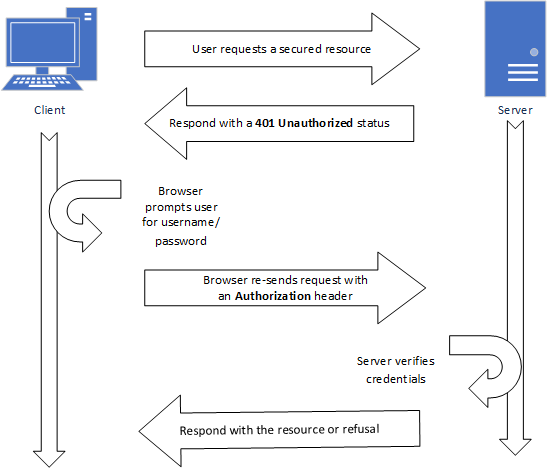 User requests a secured resource
Client
Server
Respond with a 401 Unauthorized status
Browser
prompts user
for username/
password
Browser re-sends request with
an Authorization header
Server verifies
credentials
Respond with the resource or refusal